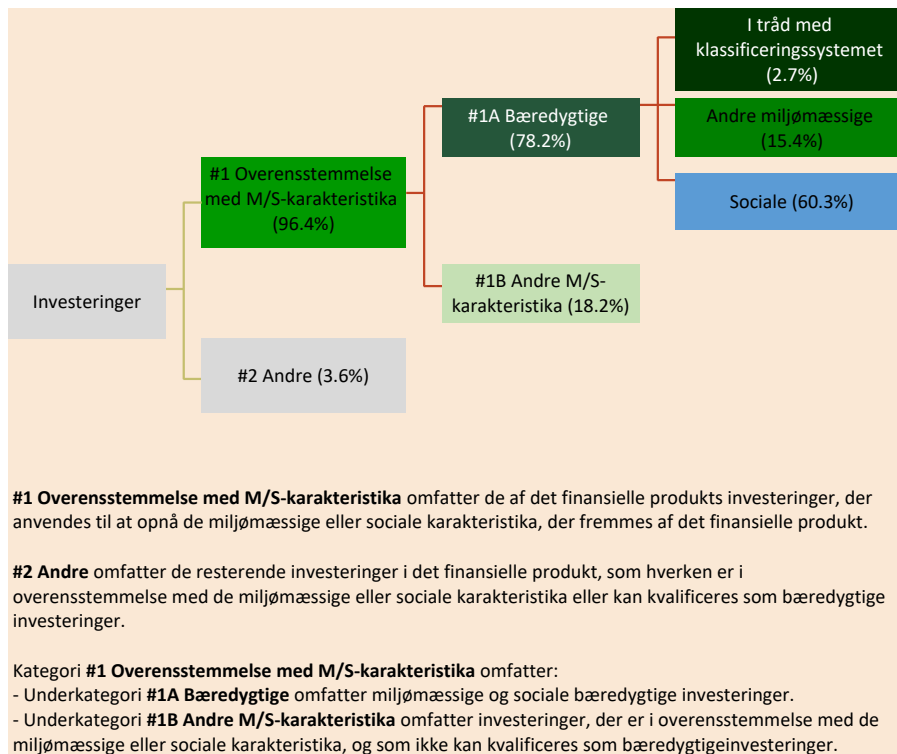 I tråd med
klassificeringssystemet
(2.7%)
#1A Bæredygtige
(78.2%)
Andre miljømæssige
(15.4%)
#1 Overensstemmelse
med M/S-karakteristika
(96.4%)
Sociale (60.3%)
Investeringer
#1B Andre M/S-
karakteristika (18.2%)
#2 Andre (3.6%)
#1 Overensstemmelse med M/S-karakteristika omfatter de af det finansielle produkts investeringer, der
anvendes til at opnå de miljømæssige eller sociale karakteristika, der fremmes af det finansielle produkt.
#2 Andre omfatter de resterende investeringer i det finansielle produkt, som hverken er i
overensstemmelse med de miljømæssige eller sociale karakteristika eller kan kvalificeres som bæredygtige
investeringer.
Kategori #1 Overensstemmelse med M/S-karakteristika omfatter:
- Underkategori #1A Bæredygtige omfatter miljømæssige og sociale bæredygtige investeringer.
- Underkategori #1B Andre M/S-karakteristika omfatter investeringer, der er i overensstemmelse med de
miljømæssige eller sociale karakteristika, og som ikke kan kvalificeres som bæredygtigeinvesteringer.